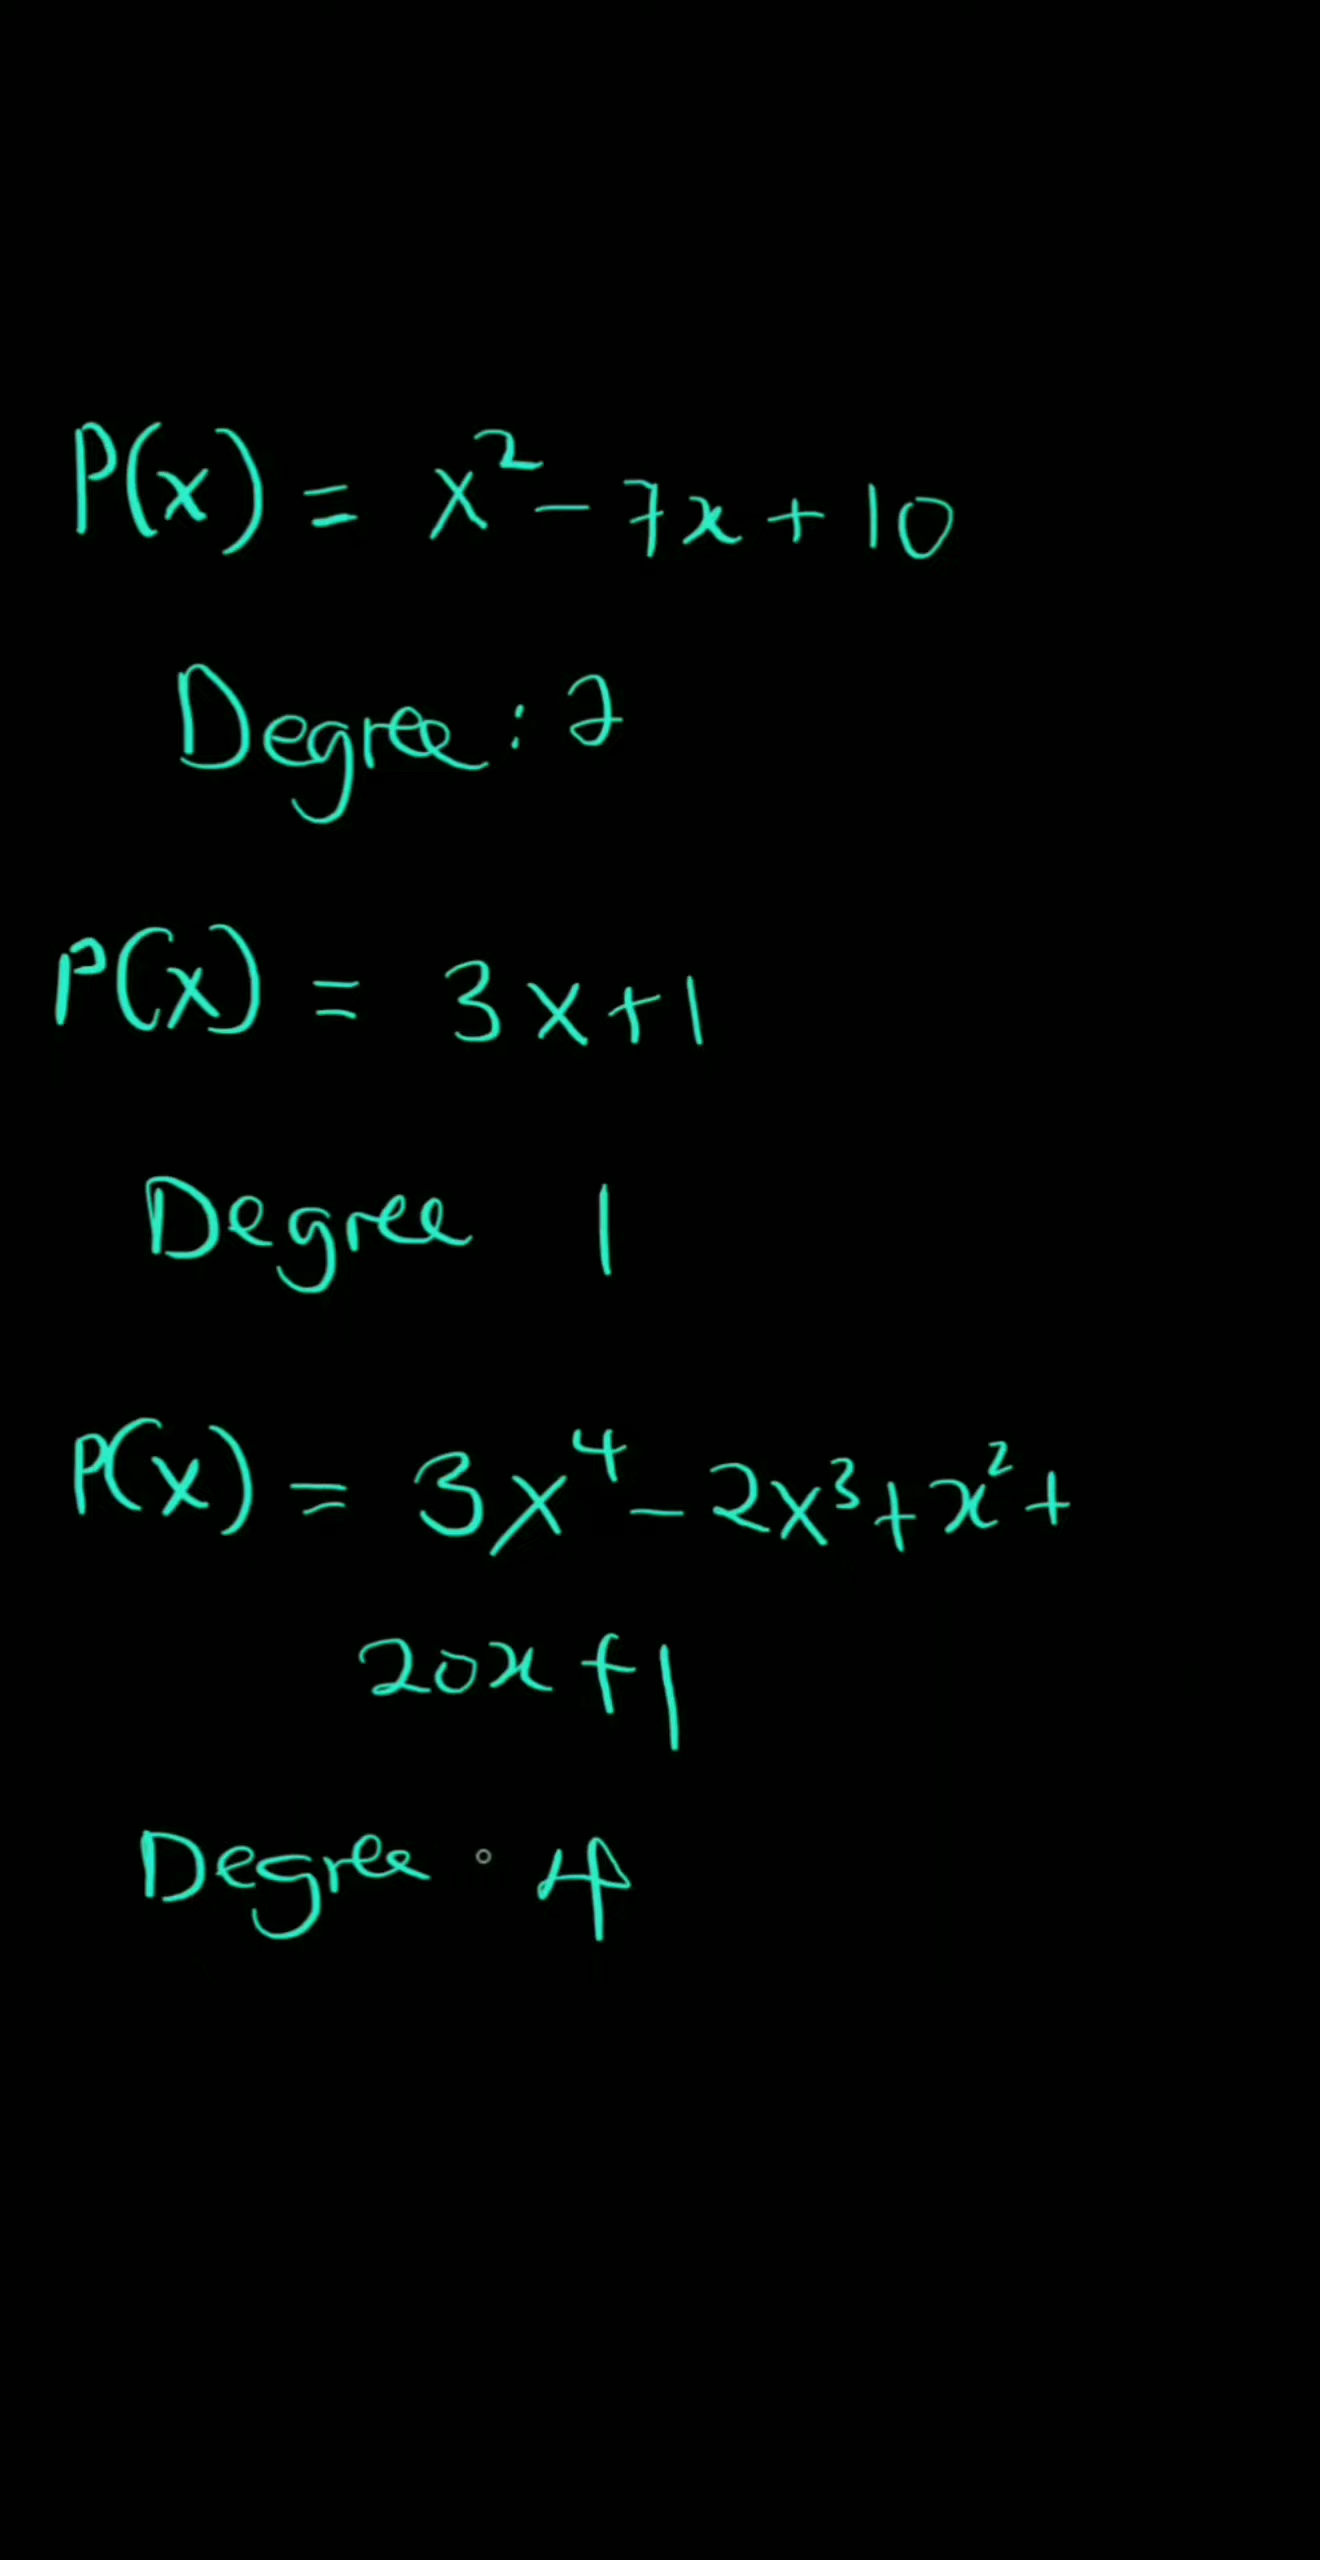 P(x) = x² - 7x + 10
Degree : 2
P(x) = 3x + 1
Degree 1
P(x) = 3x⁴ - 2x³ + x² +
20x + 1
Degree : 4